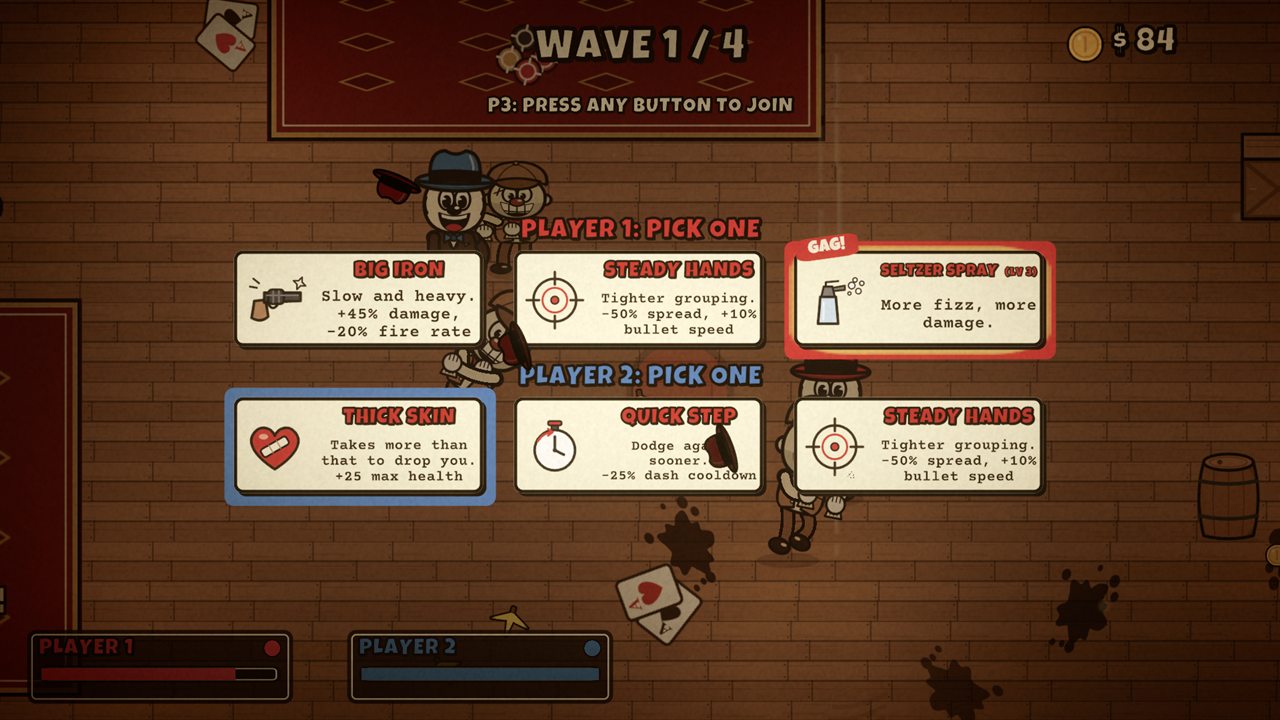 WAVE 1 / 4
$ 84
P3: PRESS ANY BUTTON TO JOIN
PLAYER 1: PICK ONE
BIG IRON
Slow and heavy.
+45% damage,
-20% fire rate
STEADY HANDS
Tighter grouping.
-50% spread, +10%
bullet speed
GAG!
SELTZER SPRAY (LV 3)
More fizz, more
damage.
PLAYER 2: PICK ONE
THICK SKIN
Takes more than
that to drop you.
+25 max health
QUICK STEP
Dodge
sooner.
-25% dash cooldown
STEADY HANDS
Tighter grouping.
-50% spread, +10%
bullet speed
PLAYER 1
PLAYER 2